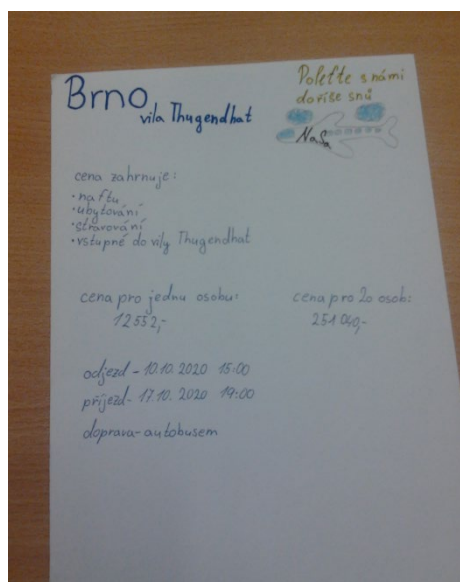 Brno
vila Thugendhat
Poleťte s námi
do říše snů
NaSa
cena zahrnuje:
• naftu
• ubytování
• stravování
• vstupné do vily Thugendhat
cena pro jednu osobu:
12 552,-
cena pro 20 osob:
251 040,-
odjezd - 10.10. 2020 15:00
příjezd - 17.10. 2020 19:00
doprava - autobusem